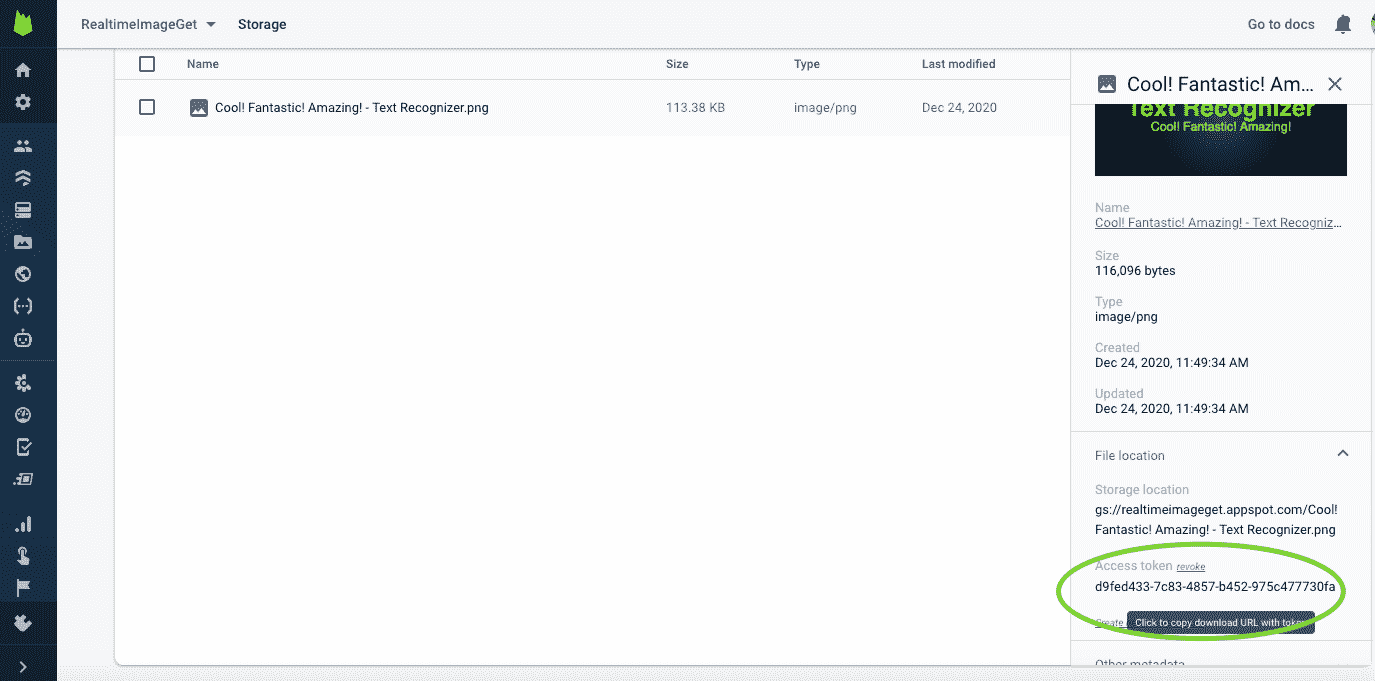 RealtimeImageGet Storage Go to docs
Name Size Type Last modified
Cool! Fantastic! Amazing! - Text Recognizer.png 113.38 KB image/png Dec 24, 2020
Cool! Fantastic! Am...
Text Recognizer
Cool! Fantastic! Amazing!
Name
Cool! Fantastic! Amazing! - Text Recogniz...
Size
116,096 bytes
Type
image/png
Created
Dec 24, 2020, 11:49:34 AM
Updated
Dec 24, 2020, 11:49:34 AM
File location
Storage location
gs://realtimeimageget.appspot.com/Cool!
Fantastic! Amazing! - Text Recognizer.png
Access token revoke
d9fed433-7c83-4857-b452-975c477730fa
Create Click to copy download URL with token
Other metadata